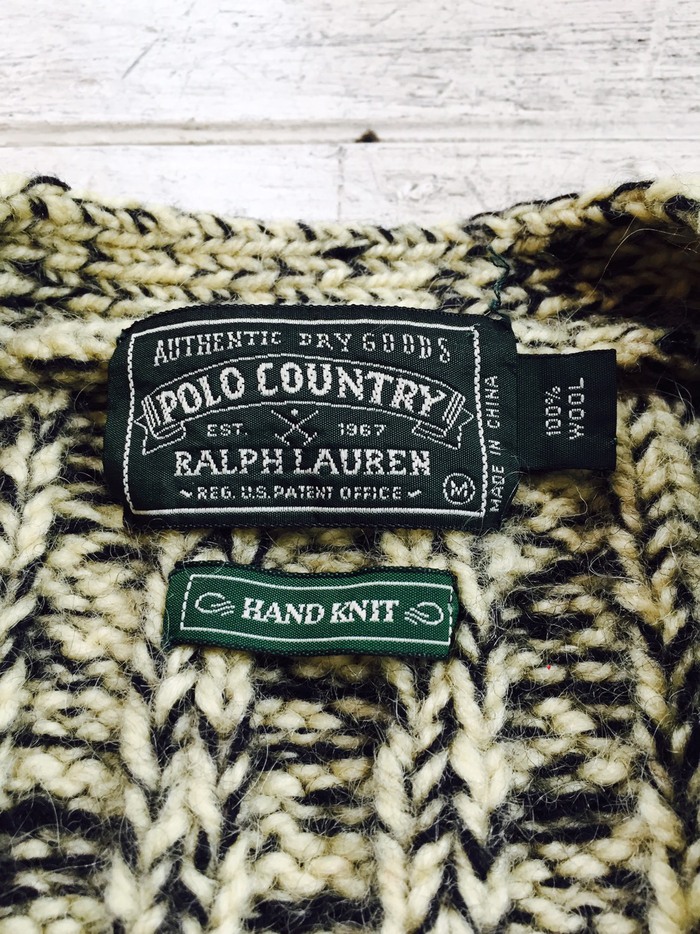 AUTHENTIC DRY GOODS
POLO COUNTRY
EST. 1967
RALPH LAUREN
REG. U.S. PATENT OFFICE
M
MADE IN CHINA
100%
WOOL
HAND KNIT